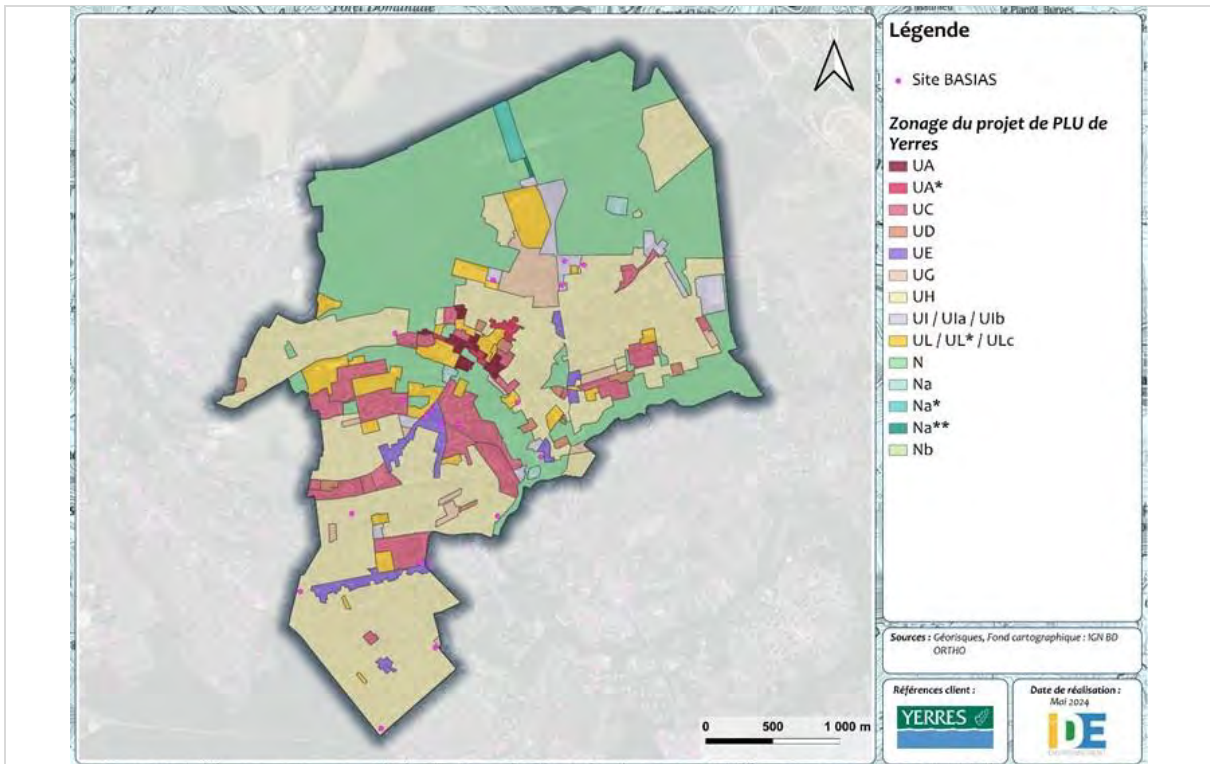 Légende
Site BASIAS
Zonage du projet de PLU de
Yerres
UA
UA*
UC
UD
UE
UG
UH
UI / UIa / UIb
UL / UL* / ULc
N
Na
Na*
Na**
Nb
0 500 1 000 m
Sources : Géorisques, Fond cartographique : IGN BD
ORTHO
Références client :
YERRES
Date de réalisation :
Mai 2024
iDE